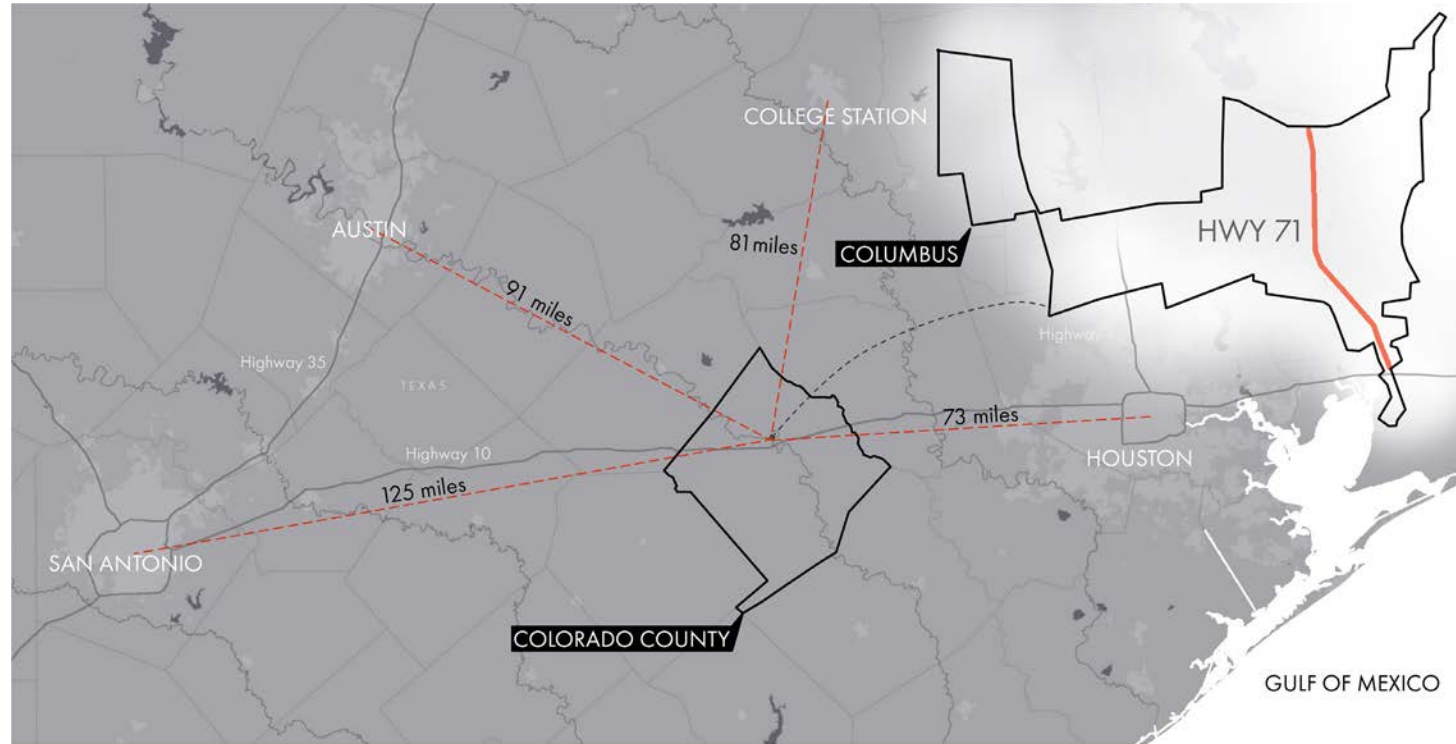 COLLEGE STATION
HWY 71
AUSTIN
81 miles
COLUMBUS
91 miles
Highway
Highway 35
TEXAS
73 miles
Highway 10
HOUSTON
125 miles
SAN ANTONIO
COLORADO COUNTY
GULF OF MEXICO